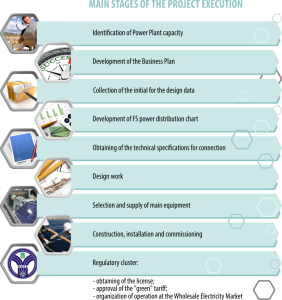 MAIN STAGES OF THE PROJECT EXECUTION
Identification of Power Plant capacity
SUCCESS
Development of the Business Plan
Collection of the initial for the design data
Development of FS power distribution chart
Obtaining of the technical specifications for connection
Design work
Selection and supply of main equipment
Construction, installation and commissioning
Regulatory cluster:
- obtaining of the license;
- approval of the "green" tariff;
- organization of operation at the Wholesale Electricity Market